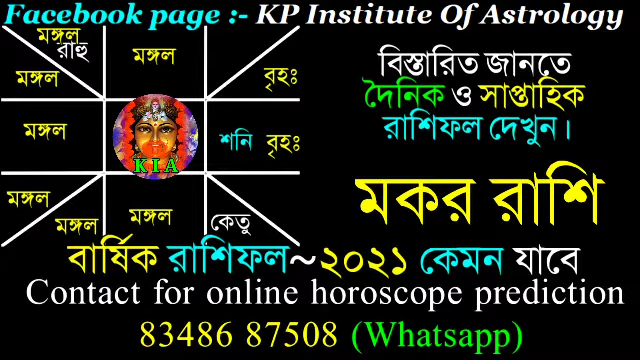 Facebook page :- KP Institute Of Astrology
মঙ্গল
রাহু
মঙ্গল
মঙ্গল
বৃহঃ
মঙ্গল
শনি
বৃহঃ
KIA
মঙ্গল
মঙ্গল
মঙ্গল
কেতু
বিস্তারিত জানতে
দৈনিক ও সাপ্তাহিক
রাশিফল দেখুন।
মকর রাশি
বার্ষিক রাশিফল~২০২১ কেমন যাবে
Contact for online horoscope prediction
83486 87508 (Whatsapp)